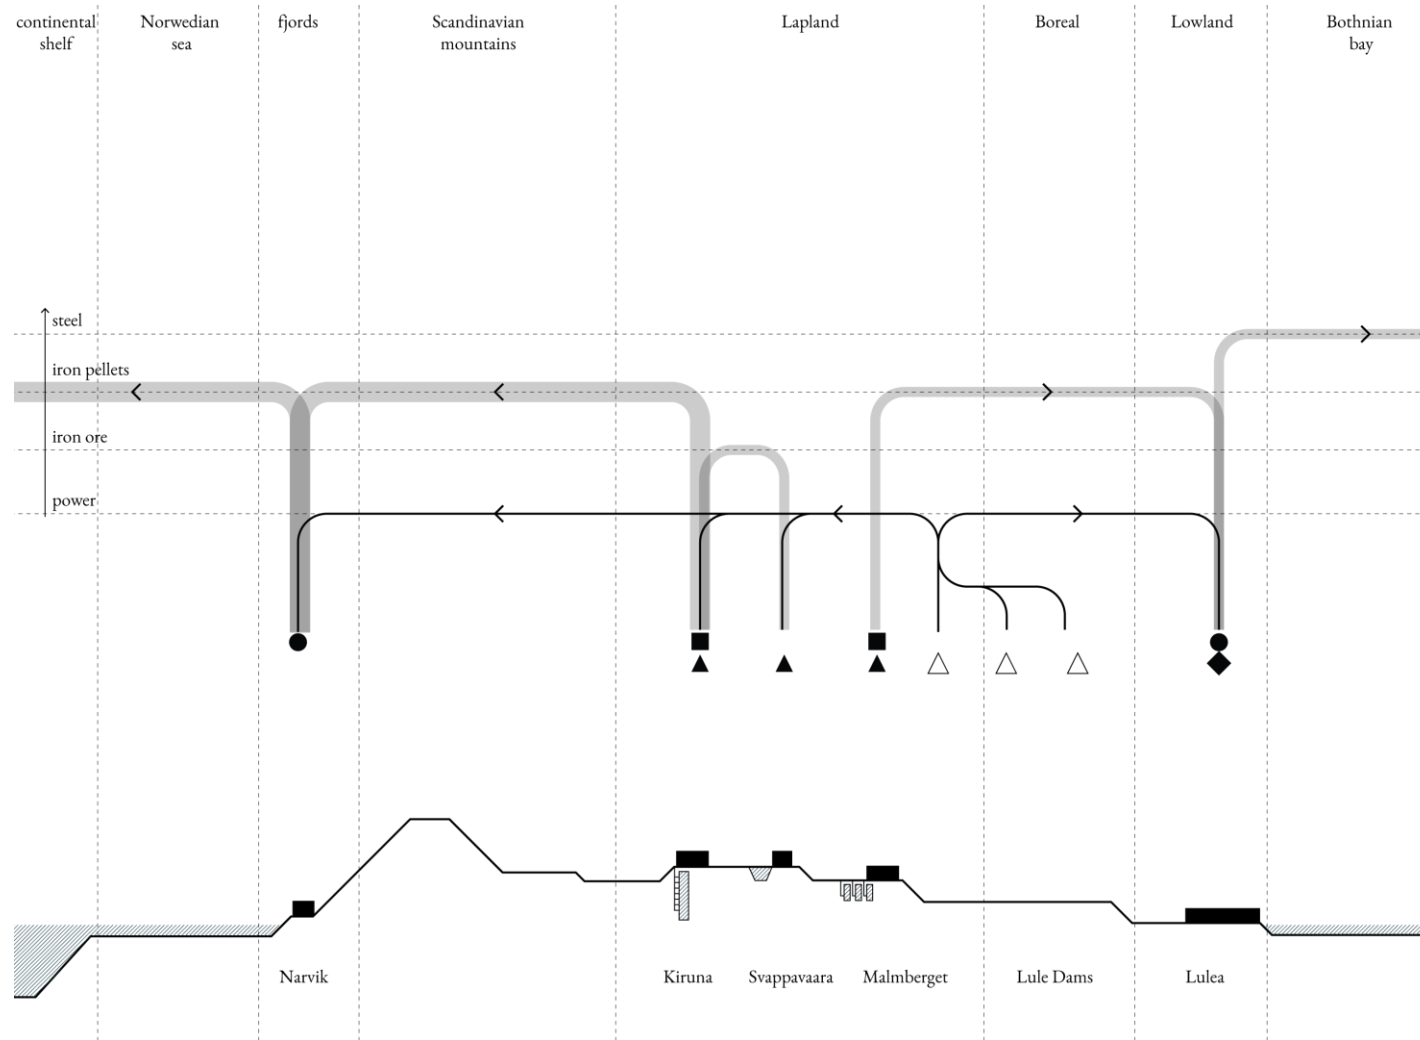 continental
shelf
Norwegian
sea
fjords
Scandinavian
mountains
Lapland
Boreal
Lowland
Bothnian
bay
steel
iron pellets
iron ore
power
Narvik
Kiruna
Svappavaara
Malmberget
Lule Dams
Lulea